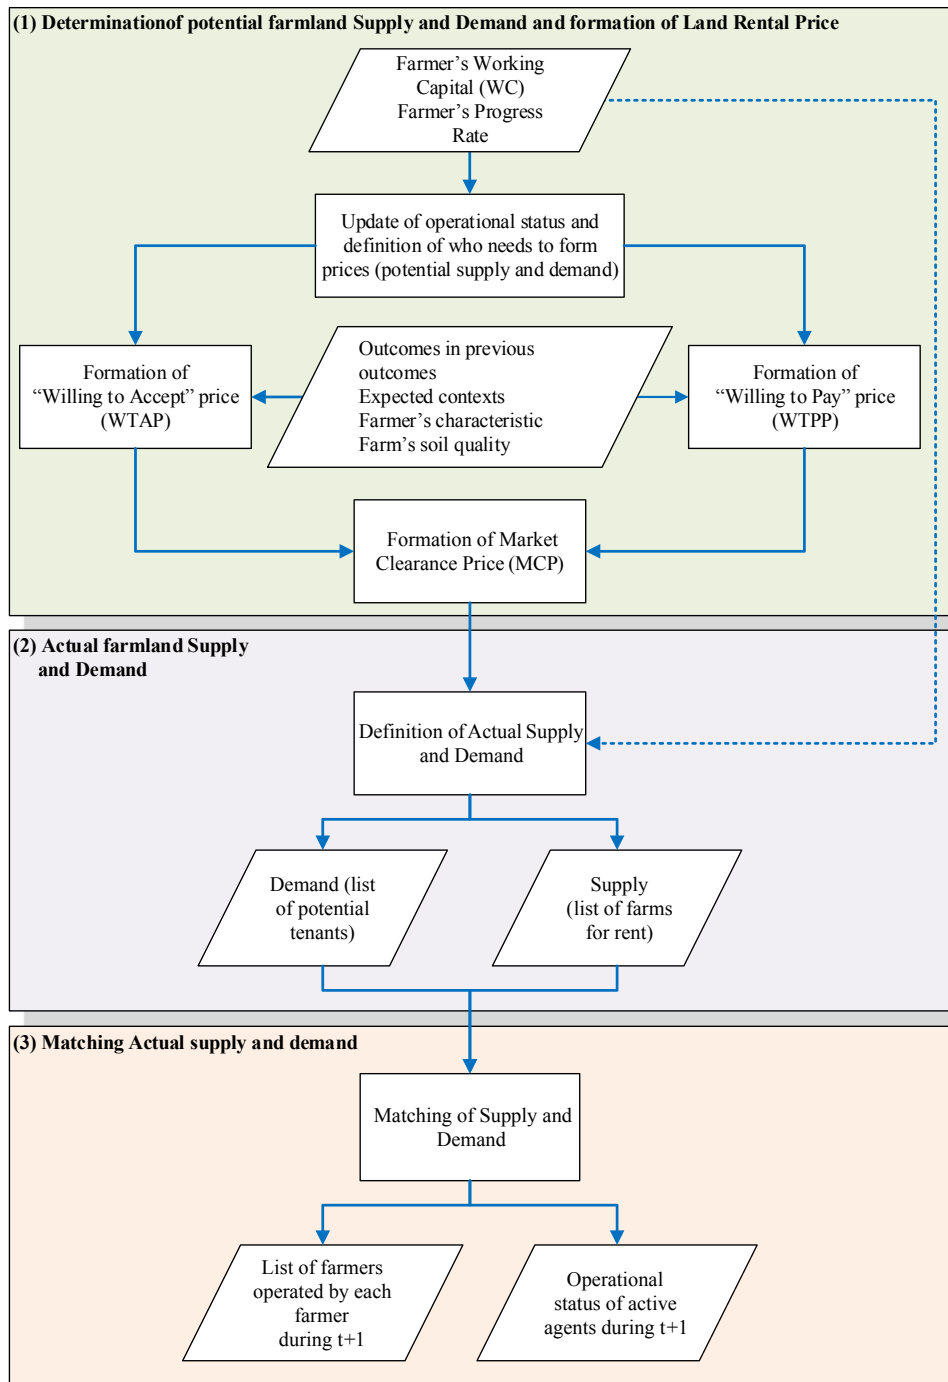 (1) Determinationof potential farmland Supply and Demand and formation of Land Rental Price
Farmer's Working
Capital (WC)
Farmer's Progress
Rate
Update of operational status and
definition of who needs to form
prices (potential supply and demand)
Formation of
“Willing to Accept” price
(WTAP)
Outcomes in previous
outcomes
Expected contexts
Farmer's characteristic
Farm's soil quality
Formation of
“Willing to Pay” price
(WTPP)
Formation of Market
Clearance Price (MCP)
(2) Actual farmland Supply
and Demand
Definition of Actual Supply
and Demand
Demand (list
of potential
tenants)
Supply
(list of farms
for rent)
(3) Matching Actual supply and demand
Matching of Supply and
Demand
List of farmers
operated by each
farmer
during t+1
Operational
status of active
agents during t+1